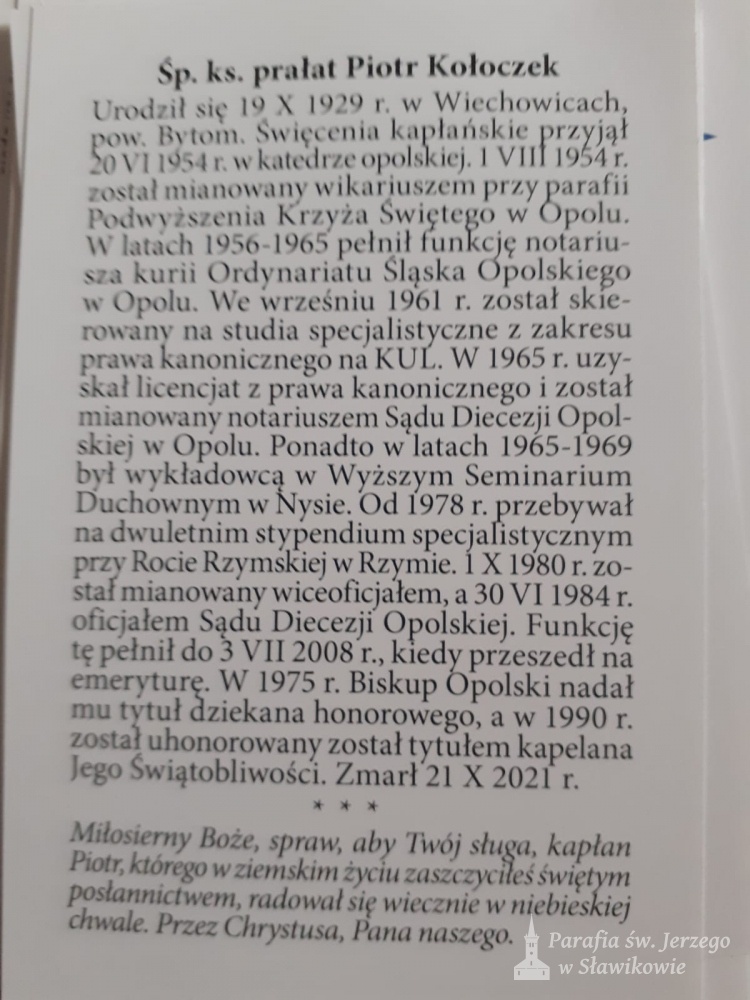 Śp. ks. prałat Piotr Kołoczek
Urodził się 19 X 1929 r. w Wiechowicach,
pow. Bytom. Święcenia kapłańskie przyjął
20 VI 1954 r. w katedrze opolskiej. 1 VIII 1954 r.
został mianowany wikariuszem przy parafii
Podwyższenia Krzyża Świętego w Opolu.
W latach 1956-1965 pełnił funkcję notariu-
sza kurii Ordynariatu Śląska Opolskiego
w Opolu. We wrześniu 1961 r. został skie-
rowany na studia specjalistyczne z zakresu
prawa kanonicznego na KUL. W 1965 r. uzy-
skał licencjat z prawa kanonicznego i został
mianowany notariuszem Sądu Diecezji Opol-
skiej w Opolu. Ponadto w latach 1965-1969
był wykładowcą w Wyższym Seminarium
Duchownym w Nysie. Od 1978 r. przebywał
na dwuletnim stypendium specjalistycznym
przy Rocie Rzymskiej w Rzymie. 1 X 1980 r. zo-
stał mianowany wiceoficjałem, a 30 VI 1984 r.
oficjałem Sądu Diecezji Opolskiej. Funkcję
tę pełnił do 3 VII 2008 r., kiedy przeszedł na
emeryturę. W 1975 r. Biskup Opolski nadał
mu tytuł dziekana honorowego, a w 1990 r.
został uhonorowany został tytułem kapelana
Jego Świątobliwości. Zmarł 21 X 2021 r.
* * *
Miłosierny Boże, spraw, aby Twój sługa, kapłan
Piotr, którego w ziemskim życiu zaszczyciłeś świętym
posłannictwem, radował się wiecznie w niebieskiej
chwale. Przez Chrystusa, Pana naszego.
Parafia św. Jerzego
w Sławikowie